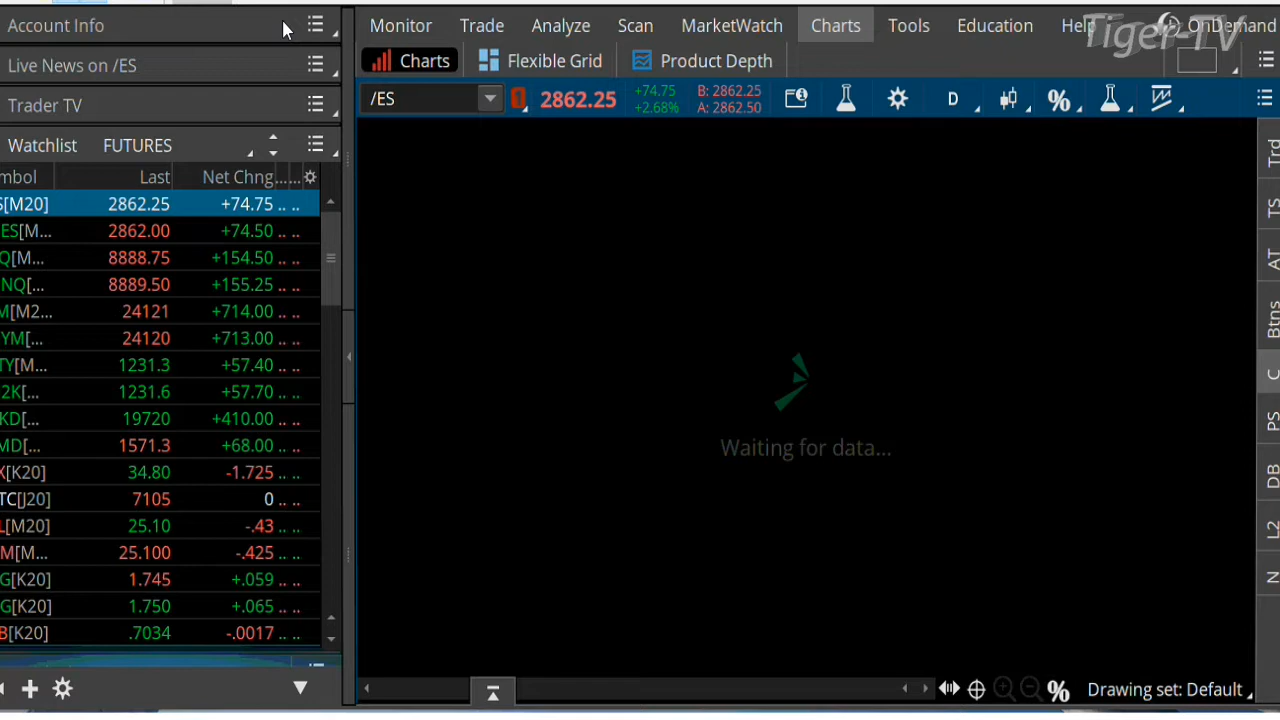 Account Info
Live News on /ES
Trader TV
Watchlist FUTURES
mbol Last Net Chng...
S[M20] 2862.25 +74.75 .. ..
ES[M... 2862.00 +74.50 .. ..
Q[M... 8888.75 +154.50 .. ..
NQ[... 8889.50 +155.25 .. ..
M[M2... 24121 +714.00 .. ..
YM[... 24120 +713.00 .. ..
TY[M... 1231.3 +57.40 .. ..
2K[... 1231.6 +57.70 .. ..
KD[... 19720 +410.00 .. ..
MD[... 1571.3 +68.00 .. ..
X[K20] 34.80 -1.725 .. ..
TC[J20] 7105 0 .. ..
L[M20] 25.10 -.43 .. ..
M[M... 25.100 -.425 .. ..
G[K20] 1.745 +.059 .. ..
G[K20] 1.750 +.065 .. ..
B[K20] .7034 -.0017 .. ..
Monitor Trade Analyze Scan MarketWatch Charts Tools Education Help OnDemand
Tiger-TV
Charts Flexible Grid Product Depth
/ES 2862.25 +74.75 B: 2862.25 D %
+2.68% A: 2862.50
Waiting for data...
Trd
TS
AT
Btns
C
PS
DB
L2
N
% Drawing set: Default